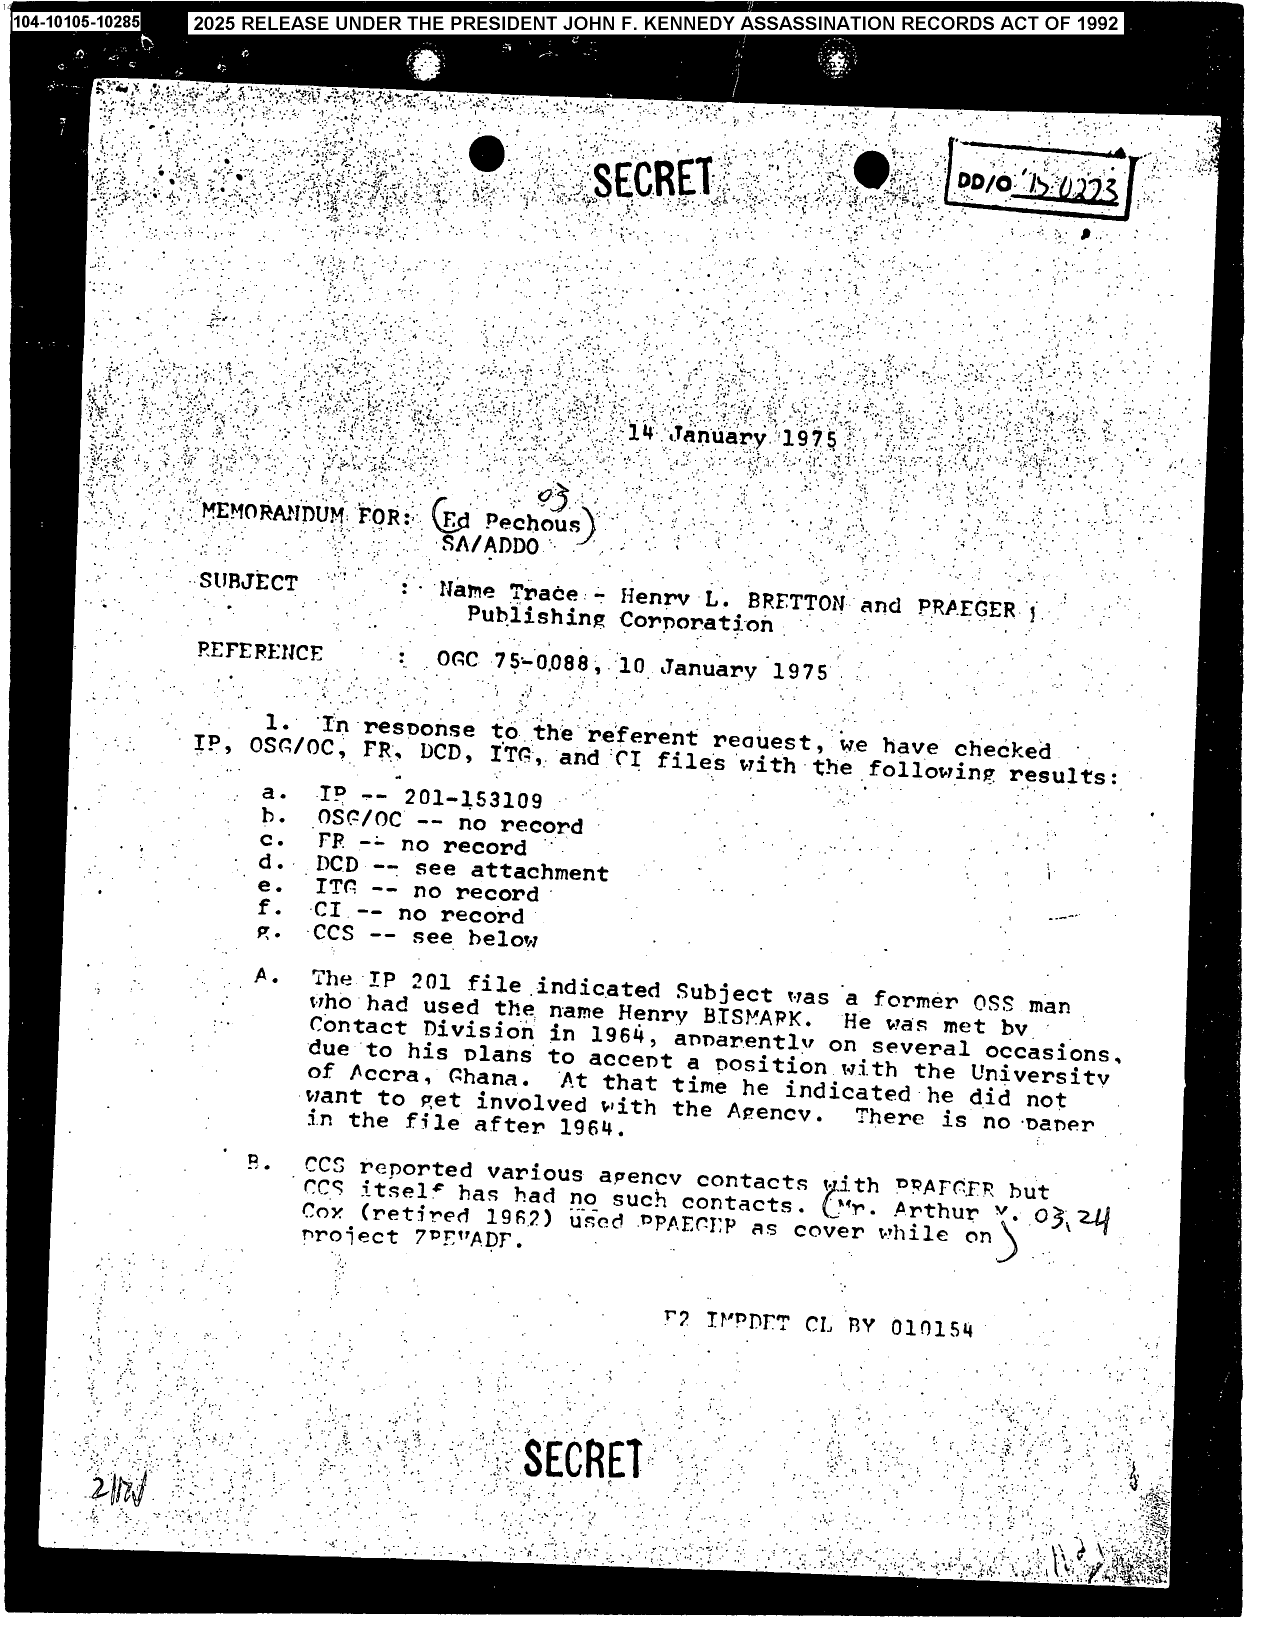 104-10105-10285
2025 RELEASE UNDER THE PRESIDENT JOHN F. KENNEDY ASSASSINATION RECORDS ACT OF 1992
SECRET
DD/O
14 January 1975
03
MEMORANDUM FOR: (Ed Pechous)
SA/ADDO
SUBJECT : Name Trace - Henry L. BRETTON and PRAEGER
Publishing Corporation
REFERENCE : OGC 75-0088, 10 January 1975
1. In response to the referent request, we have checked
IP, OSG/OC, FR, DCD, ITG, and CI files with the following results:
a. IP -- 201-153109
b. OSG/OC -- no record
c. FR -- no record
d. DCD -- see attachment
e. ITG -- no record
f. CI -- no record
g. CCS -- see below
A. The IP 201 file indicated Subject was a former OSS man
who had used the name Henry BISMARK. He was met by
Contact Division in 1964, apparently on several occasions,
due to his plans to accept a position with the University
of Accra, Ghana. At that time he indicated he did not
want to get involved with the Agency. There is no paper
in the file after 1964.
B. CCS reported various agency contacts with PRAEGER but
CCS itself has had no such contacts. (Mr. Arthur
Cox (retired 1962) used PRAEGER as cover while on
03, 24
project
E2 IMPDET CL BY 010154
SECRET